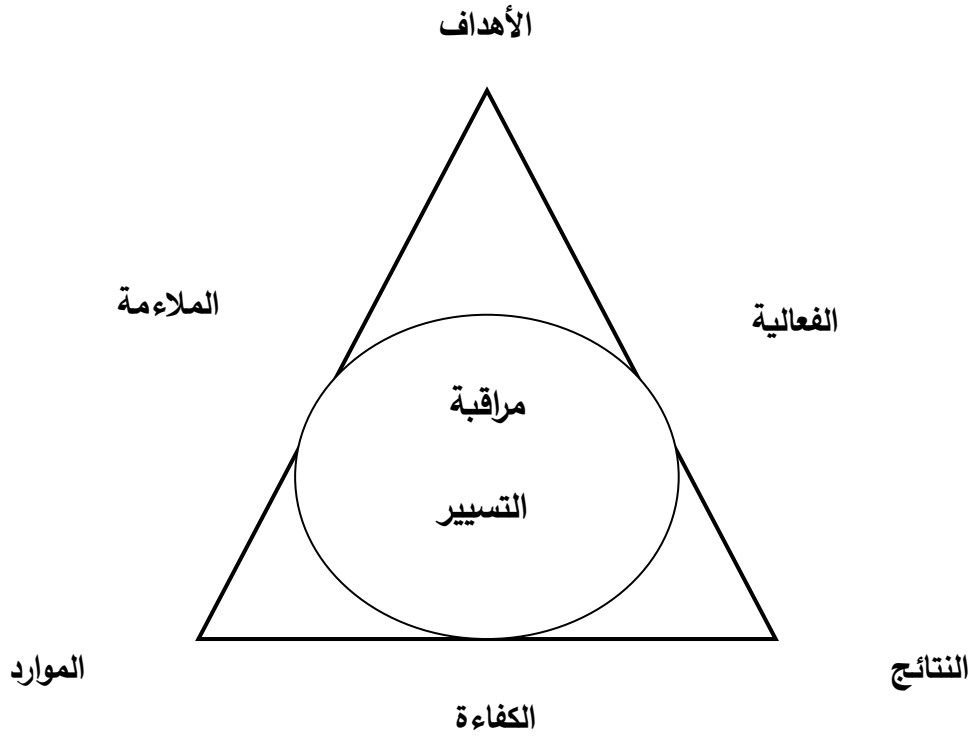 الأهداف
الملاءمة
الفعالية
مراقبة
التسيير
الموارد
النتائج
الكفاءة